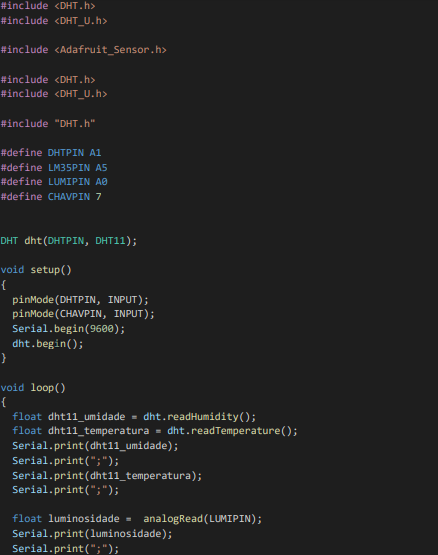 #include <DHT.h>
#include <DHT_U.h>
#include <Adafruit_Sensor.h>
#include <DHT.h>
#include <DHT_U.h>
#include "DHT.h"
#define DHTPIN A1
#define LM35PIN A5
#define LUMIPIN A0
#define CHAVPIN 7
DHT dht(DHTPIN, DHT11);
void setup()
{
pinMode(DHTPIN, INPUT);
pinMode(CHAVPIN, INPUT);
Serial.begin(9600);
dht.begin();
}
void loop()
{
float dht11_umidade = dht.readHumidity();
float dht11_temperatura = dht.readTemperature();
Serial.print(dht11_umidade);
Serial.print(";");
Serial.print(dht11_temperatura);
Serial.print(";");
float luminosidade =  analogRead(LUMIPIN);
Serial.print(luminosidade);
Serial.print(";");